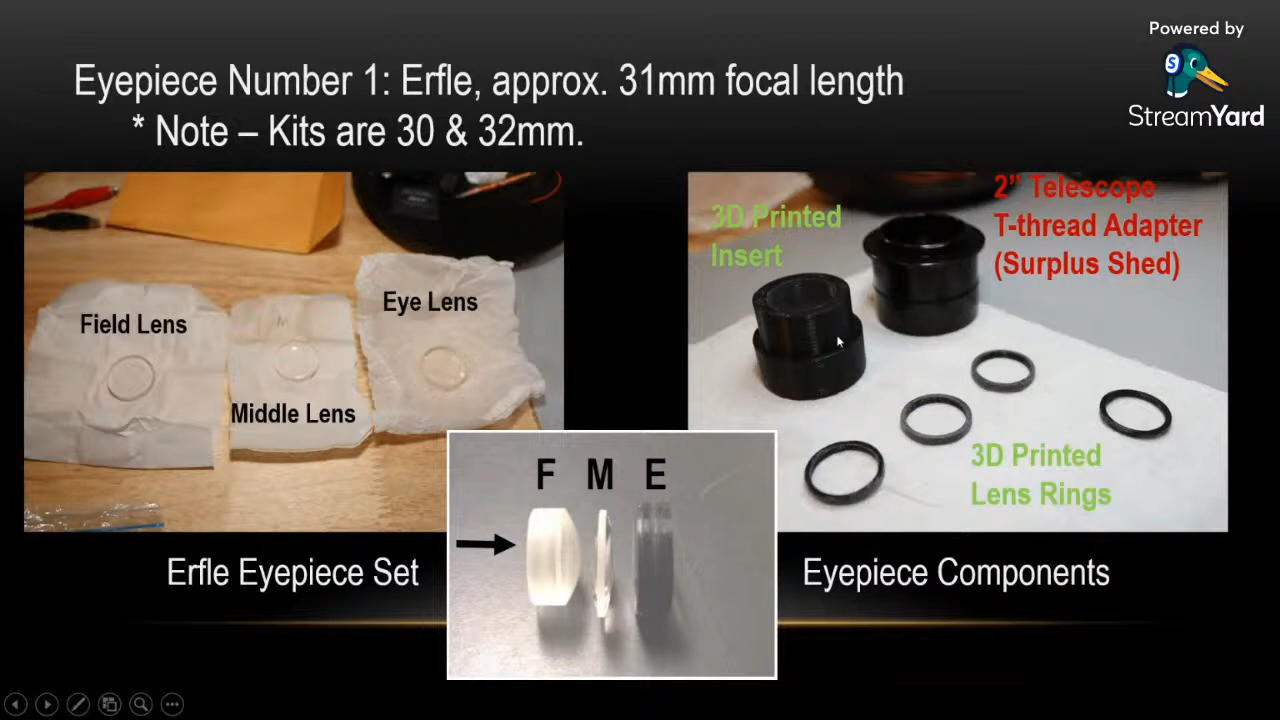 Powered by
S
StreamYard
Eyepiece Number 1: Erfle, approx. 31mm focal length
* Note – Kits are 30 & 32mm.
Field Lens
M
Middle Lens
Eye Lens
3D Printed
Insert
2” Telescope
T-thread Adapter
(Surplus Shed)
3D Printed
Lens Rings
F M E
Erfle Eyepiece Set
Eyepiece Components